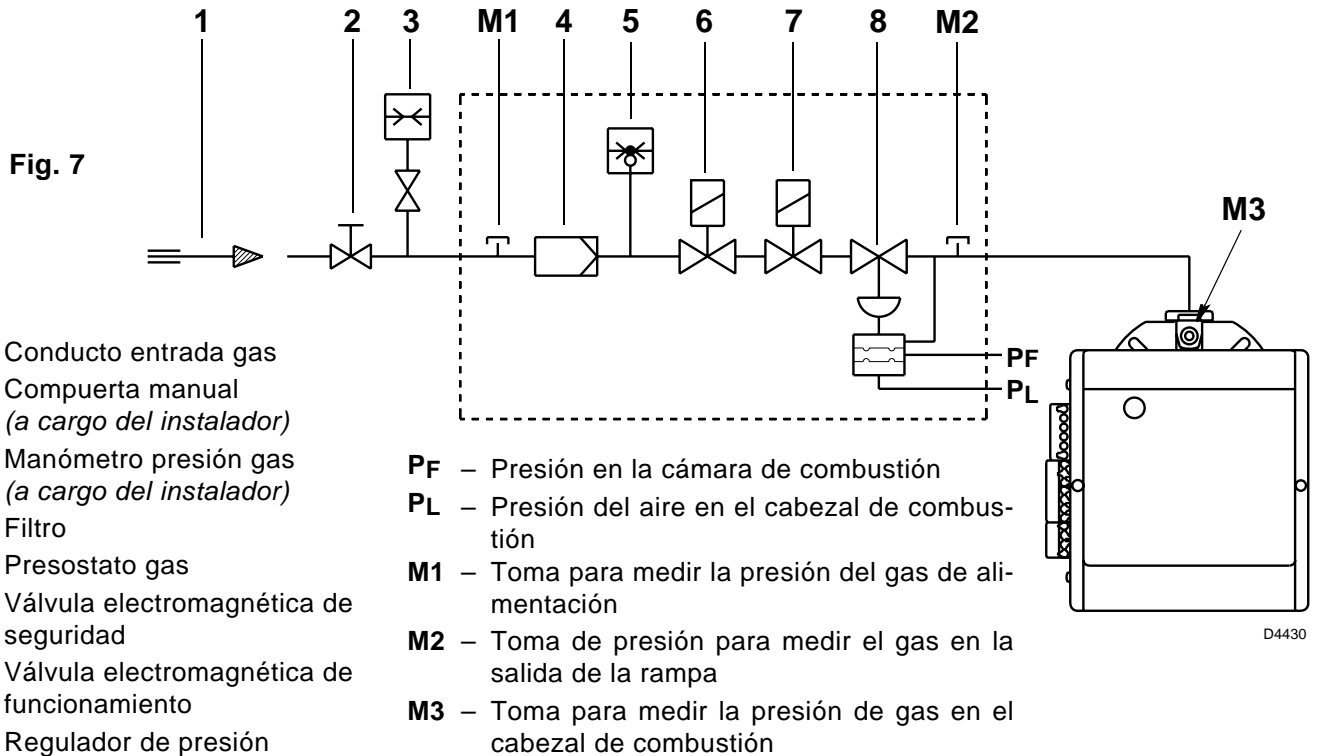 1 2 3 M1 4 5 6 7 8 M2
Fig. 7
M3
PF
PL
Conducto entrada gas
Compuerta manual
(a cargo del instalador)
Manómetro presión gas
(a cargo del instalador)
Filtro
Presostato gas
Válvula electromagnética de
seguridad
Válvula electromagnética de
funcionamiento
Regulador de presión
PF – Presión en la cámara de combustión
PL – Presión del aire en el cabezal de combus-
tión
M1 – Toma para medir la presión del gas de ali-
mentación
M2 – Toma de presión para medir el gas en la
salida de la rampa
M3 – Toma para medir la presión de gas en el
cabezal de combustión
D4430